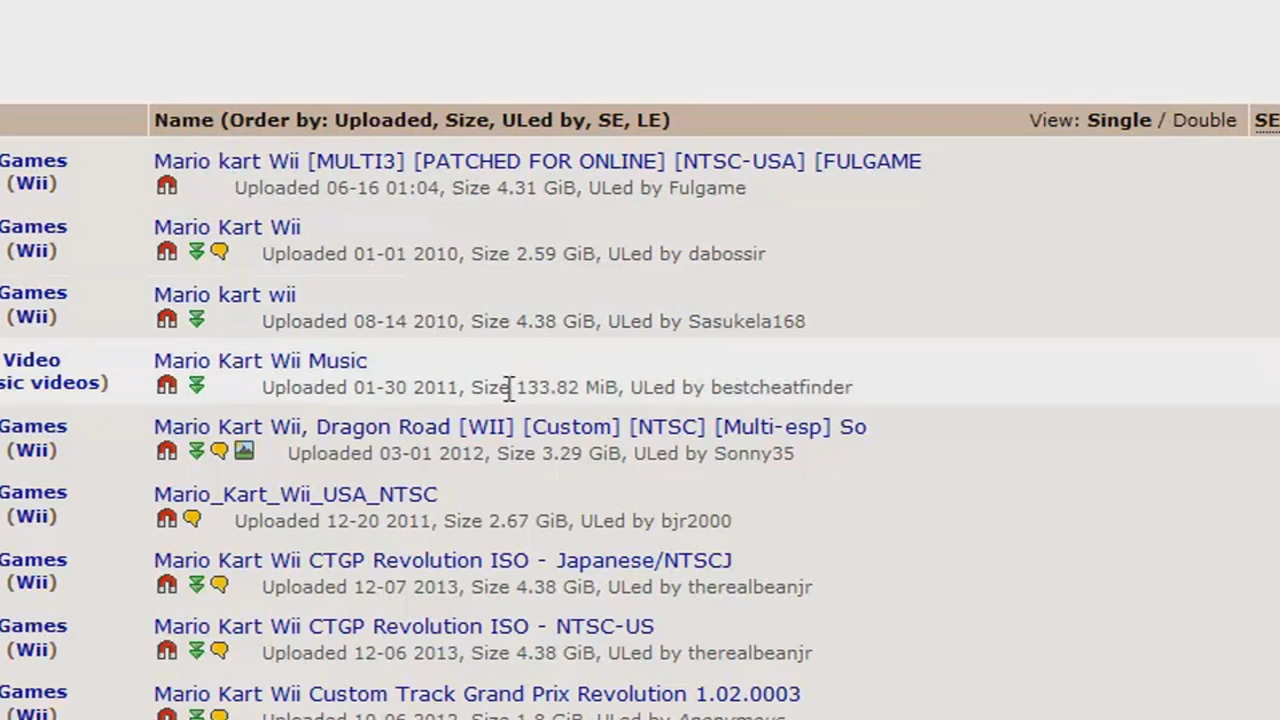 Name (Order by: Uploaded, Size, ULed by, SE, LE) View: Single / Double SE
Games
(Wii)
Mario kart Wii [MULTI3] [PATCHED FOR ONLINE] [NTSC-USA] [FULGAME
Uploaded 06-16 01:04, Size 4.31 GiB, ULed by Fulgame
Games
(Wii)
Mario Kart Wii
Uploaded 01-01 2010, Size 2.59 GiB, ULed by dabossir
Games
(Wii)
Mario kart wii
Uploaded 08-14 2010, Size 4.38 GiB, ULed by Sasukela168
Video
sic videos)
Mario Kart Wii Music
Uploaded 01-30 2011, Size 133.82 MiB, ULed by bestcheatfinder
Games
(Wii)
Mario Kart Wii, Dragon Road [WII] [Custom] [NTSC] [Multi-esp] So
Uploaded 03-01 2012, Size 3.29 GiB, ULed by Sonny35
Games
(Wii)
Mario_Kart_Wii_USA_NTSC
Uploaded 12-20 2011, Size 2.67 GiB, ULed by bjr2000
Games
(Wii)
Mario Kart Wii CTGP Revolution ISO - Japanese/NTSCJ
Uploaded 12-07 2013, Size 4.38 GiB, ULed by therealbeanjr
Games
(Wii)
Mario Kart Wii CTGP Revolution ISO - NTSC-US
Uploaded 12-06 2013, Size 4.38 GiB, ULed by therealbeanjr
Games
(Wii)
Mario Kart Wii Custom Track Grand Prix Revolution 1.02.0003